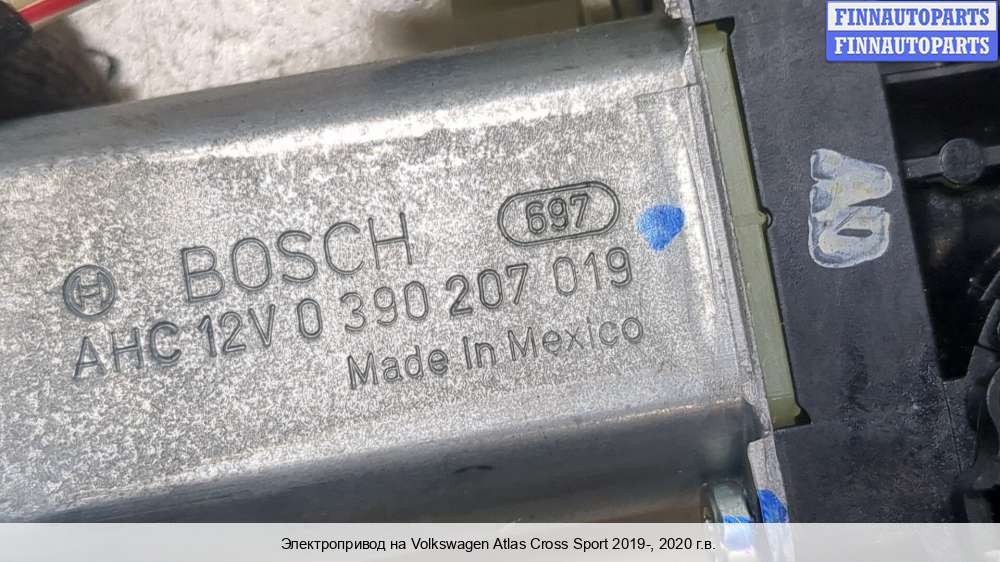 FINNAUTOPARTS
FINNAUTOPARTS
697
BOSCH
AHC 12V 0 390 207 019
Made In Mexico
Электропривод на Volkswagen Atlas Cross Sport 2019-, 2020 г.в.